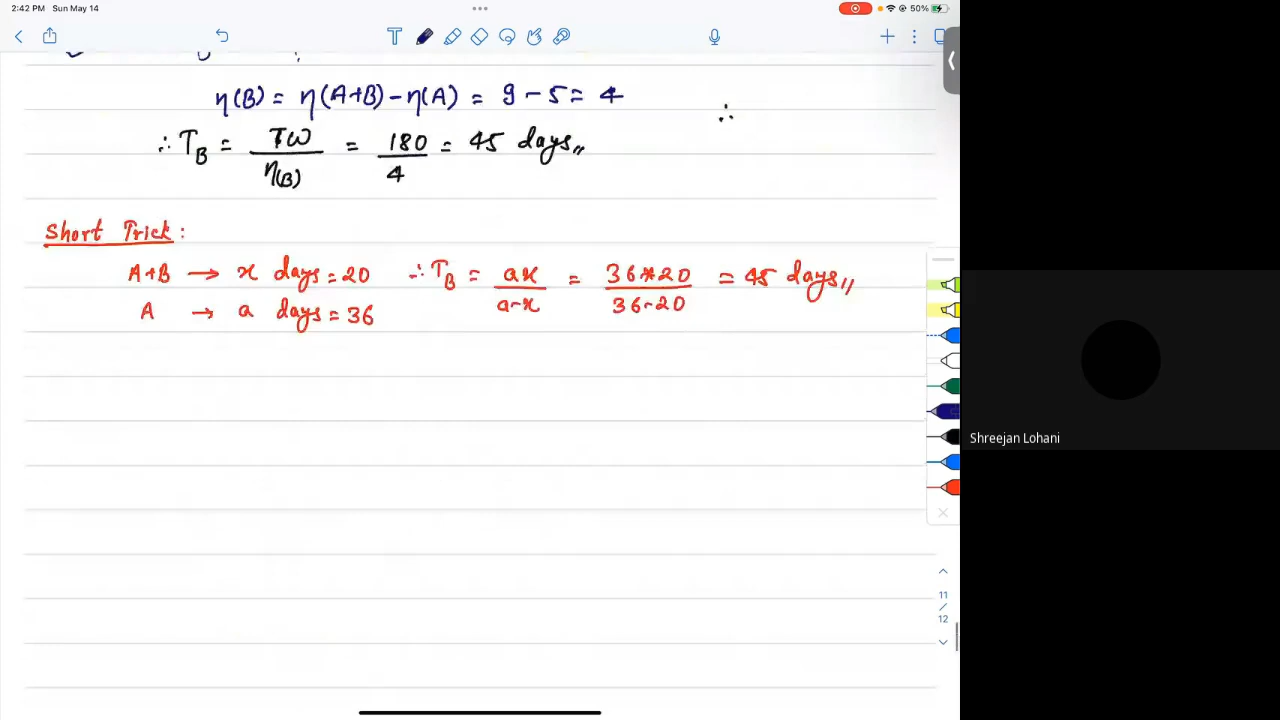 2:42 PM Sun May 14
50%
η(B) = η(A+B) - η(A) = 9 - 5 = 4
∴ T_B = TW / η(B) = 180 / 4 = 45 days,,
∴
Short Trick:
A+B → x days = 20 ∴ T_B = ax / a-x = 36*20 / 36-20 = 45 days,,
A → a days = 36
Shreejan Lohani
11
/
12